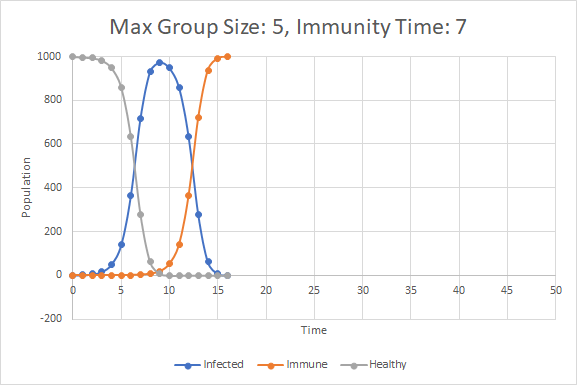 Max Group Size: 5, Immunity Time: 7
1000
800
600
400
200
0
-200
Population
0 5 10 15 20 25 30 35 40 45 50
Time
Infected Immune Healthy